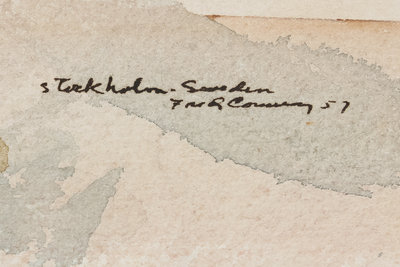 Stockholm - Sweden
Fred Conway 57